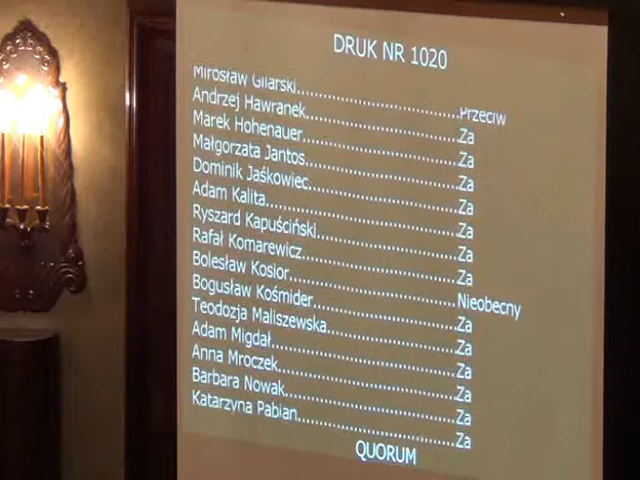 DRUK NR 1020
Mirosław Gilarski..............................Przeciw
Andrzej Hawranek..............................Za
Marek Hohenauer..............................Za
Małgorzata Jantos..............................Za
Dominik Jaśkowiec..............................Za
Adam Kalita..............................Za
Ryszard Kapuściński..............................Za
Rafał Komarewicz..............................Za
Bolesław Kosior..............................Nieobecny
Bogusław Kośmider..............................Za
Teodozja Maliszewska..............................Za
Adam Migdał..............................Za
Anna Mroczek..............................Za
Barbara Nowak..............................Za
Katarzyna Pabian..............................Za
QUORUM